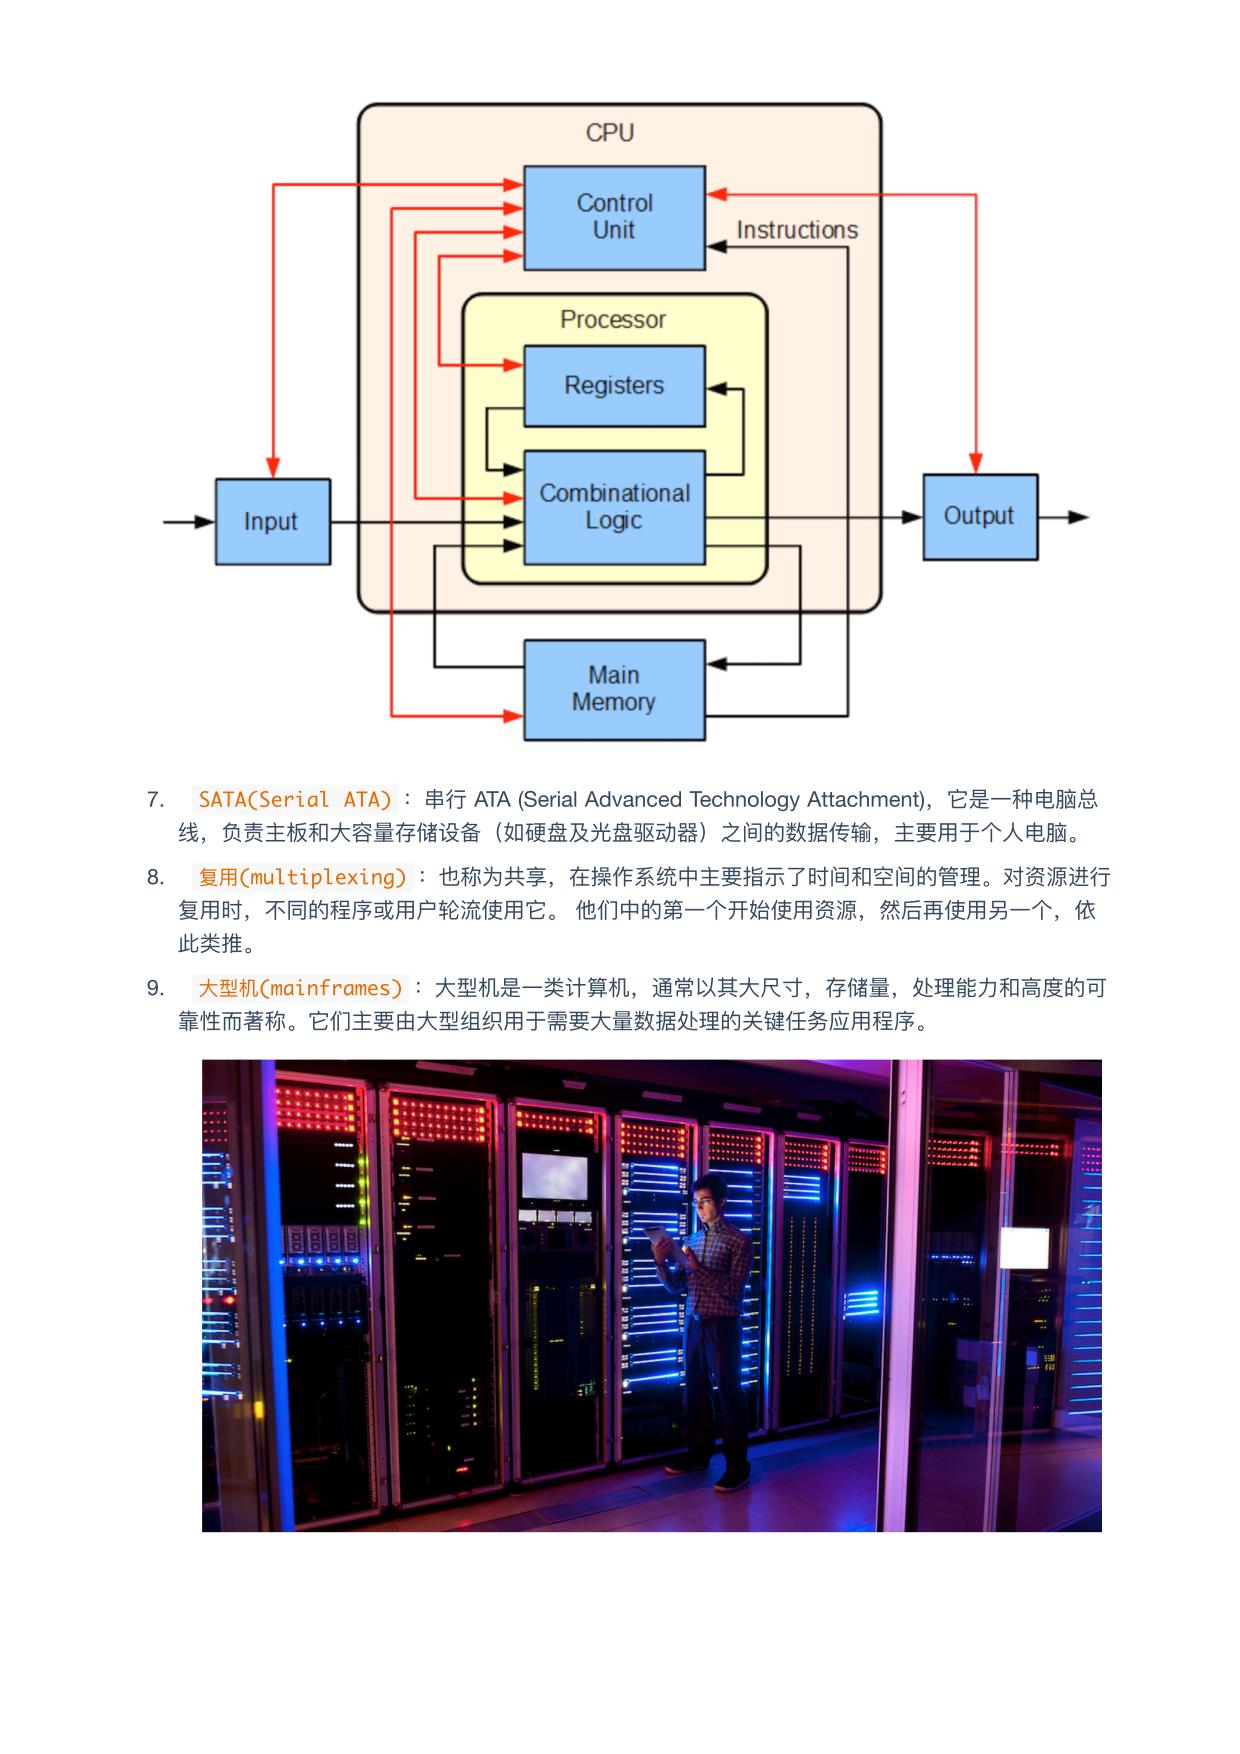 CPU
Control
Unit
Instructions
Processor
Registers
Combinational
Logic
Input
Output
Main
Memory
7. SATA(Serial ATA)： 串行 ATA (Serial Advanced Technology Attachment)，它是一种电脑总
线，负责主板和大容量存储设备（如硬盘及光盘驱动器）之间的数据传输，主要用于个人电脑。
8. 复用(multiplexing)： 也称为共享，在操作系统中主要指示了时间和空间的管理。对资源进行
复用时，不同的程序或用户轮流使用它。 他们中的第一个开始使用资源，然后再使用另一个，依
此类推。
9. 大型机(mainframes)： 大型机是一类计算机，通常以其大尺寸，存储量，处理能力和高度的可
靠性而著称。它们主要由大型组织用于需要大量数据处理的关键任务应用程序。